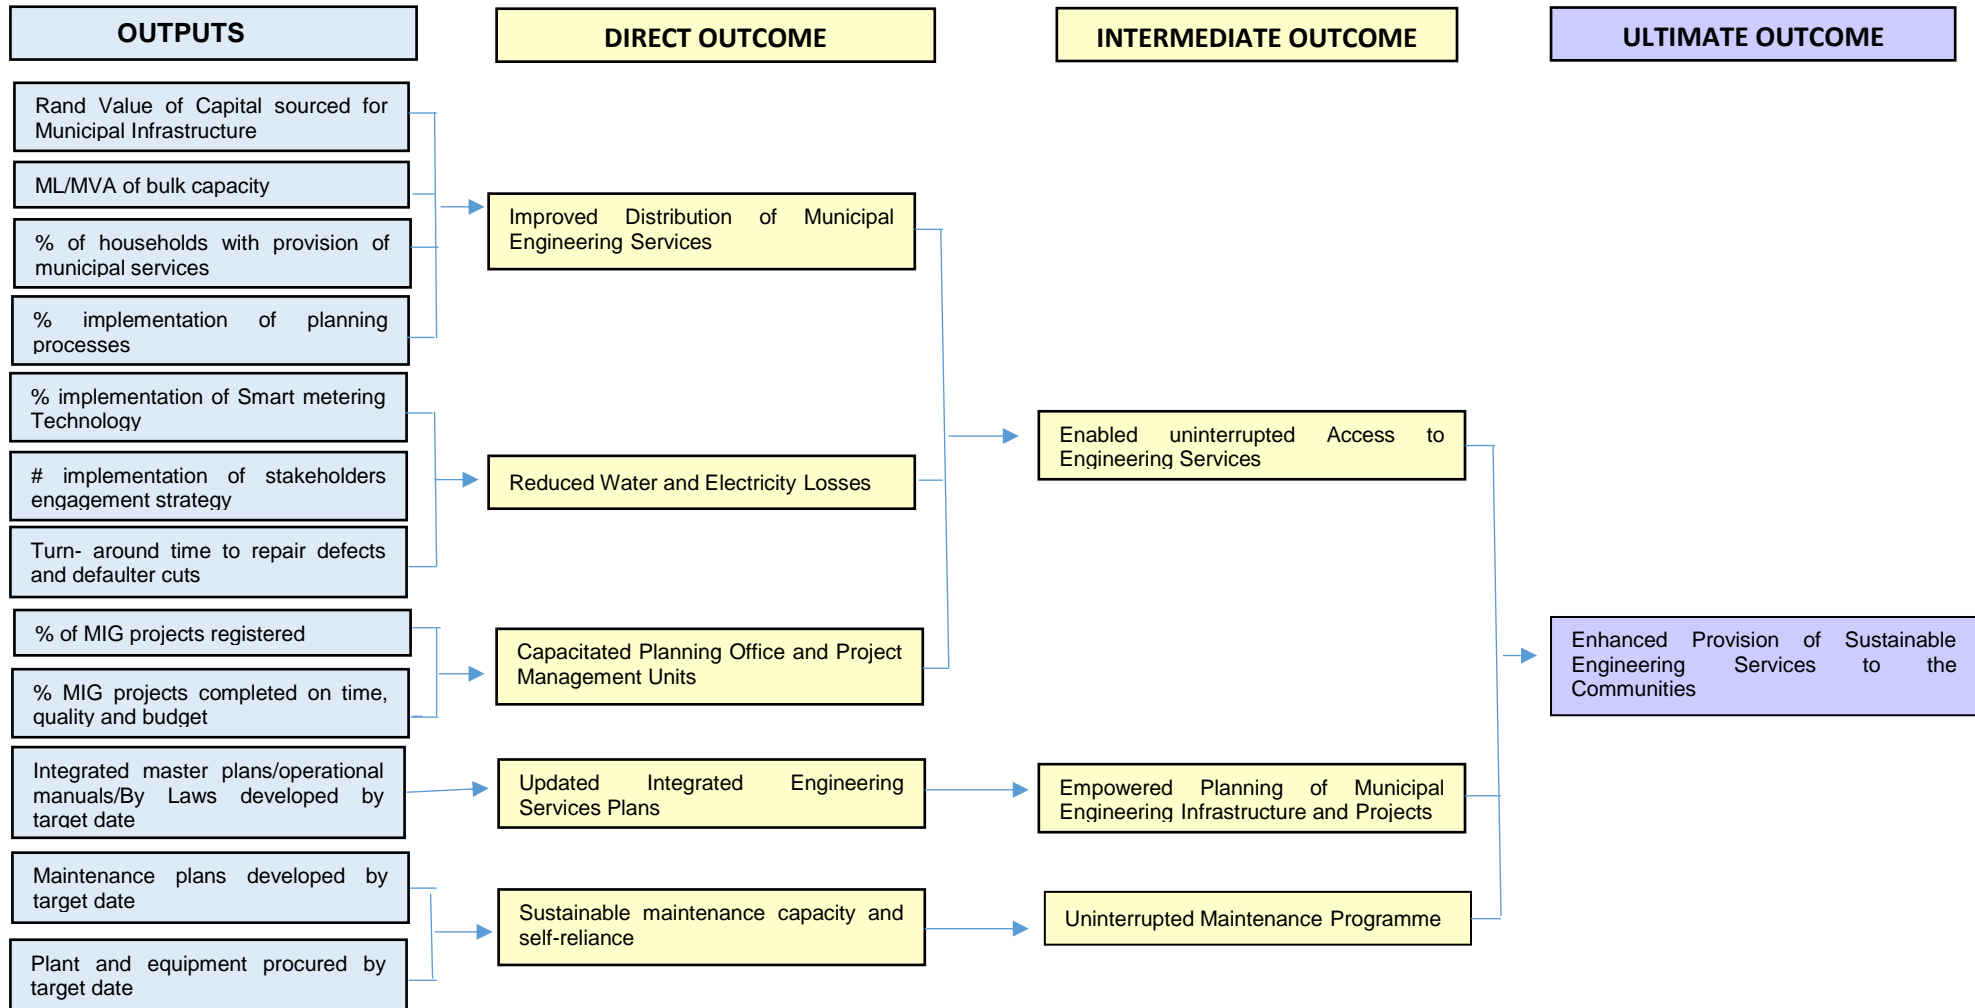 OUTPUTS
DIRECT OUTCOME
INTERMEDIATE OUTCOME
ULTIMATE OUTCOME
Rand Value of Capital sourced for
Municipal Infrastructure
ML/MVA of bulk capacity
% of households with provision of
municipal services
% implementation of planning
processes
% implementation of Smart metering
Technology
# implementation of stakeholders
engagement strategy
Turn- around time to repair defects
and defaulter cuts
% of MIG projects registered
% MIG projects completed on time,
quality and budget
Integrated master plans/operational
manuals/By Laws developed by
target date
Maintenance plans developed by
target date
Plant and equipment procured by
target date
Improved Distribution of Municipal
Engineering Services
Reduced Water and Electricity Losses
Capacitated Planning Office and Project
Management Units
Updated Integrated Engineering
Services Plans
Sustainable maintenance capacity and
self-reliance
Enabled uninterrupted Access to
Engineering Services
Empowered Planning of Municipal
Engineering Infrastructure and Projects
Uninterrupted Maintenance Programme
Enhanced Provision of Sustainable
Engineering Services to the
Communities